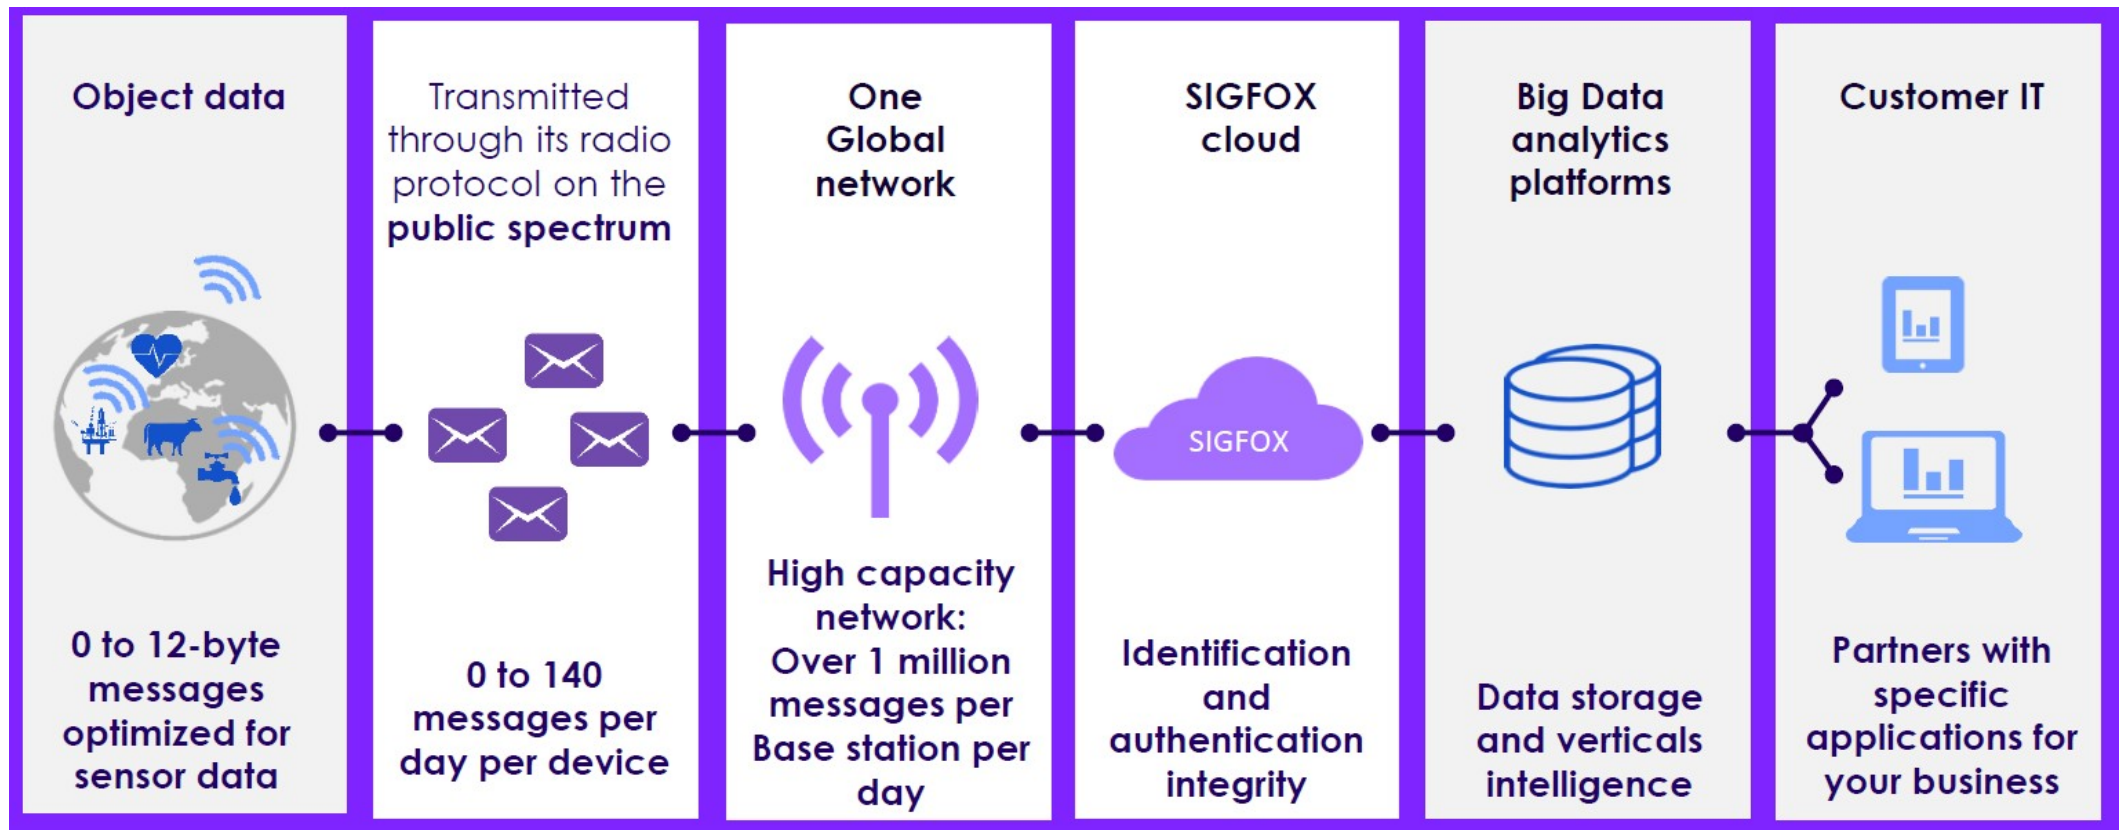 Object data
0 to 12-byte
messages
optimized for
sensor data
Transmitted
through its radio
protocol on the
public spectrum
0 to 140
messages per
day per device
One
Global
network
High capacity
network:
Over 1 million
messages per
Base station per
day
SIGFOX
cloud
SIGFOX
Identification
and
authentication
integrity
Big Data
analytics
platforms
Data storage
and verticals
intelligence
Customer IT
Partners with
specific
applications for
your business